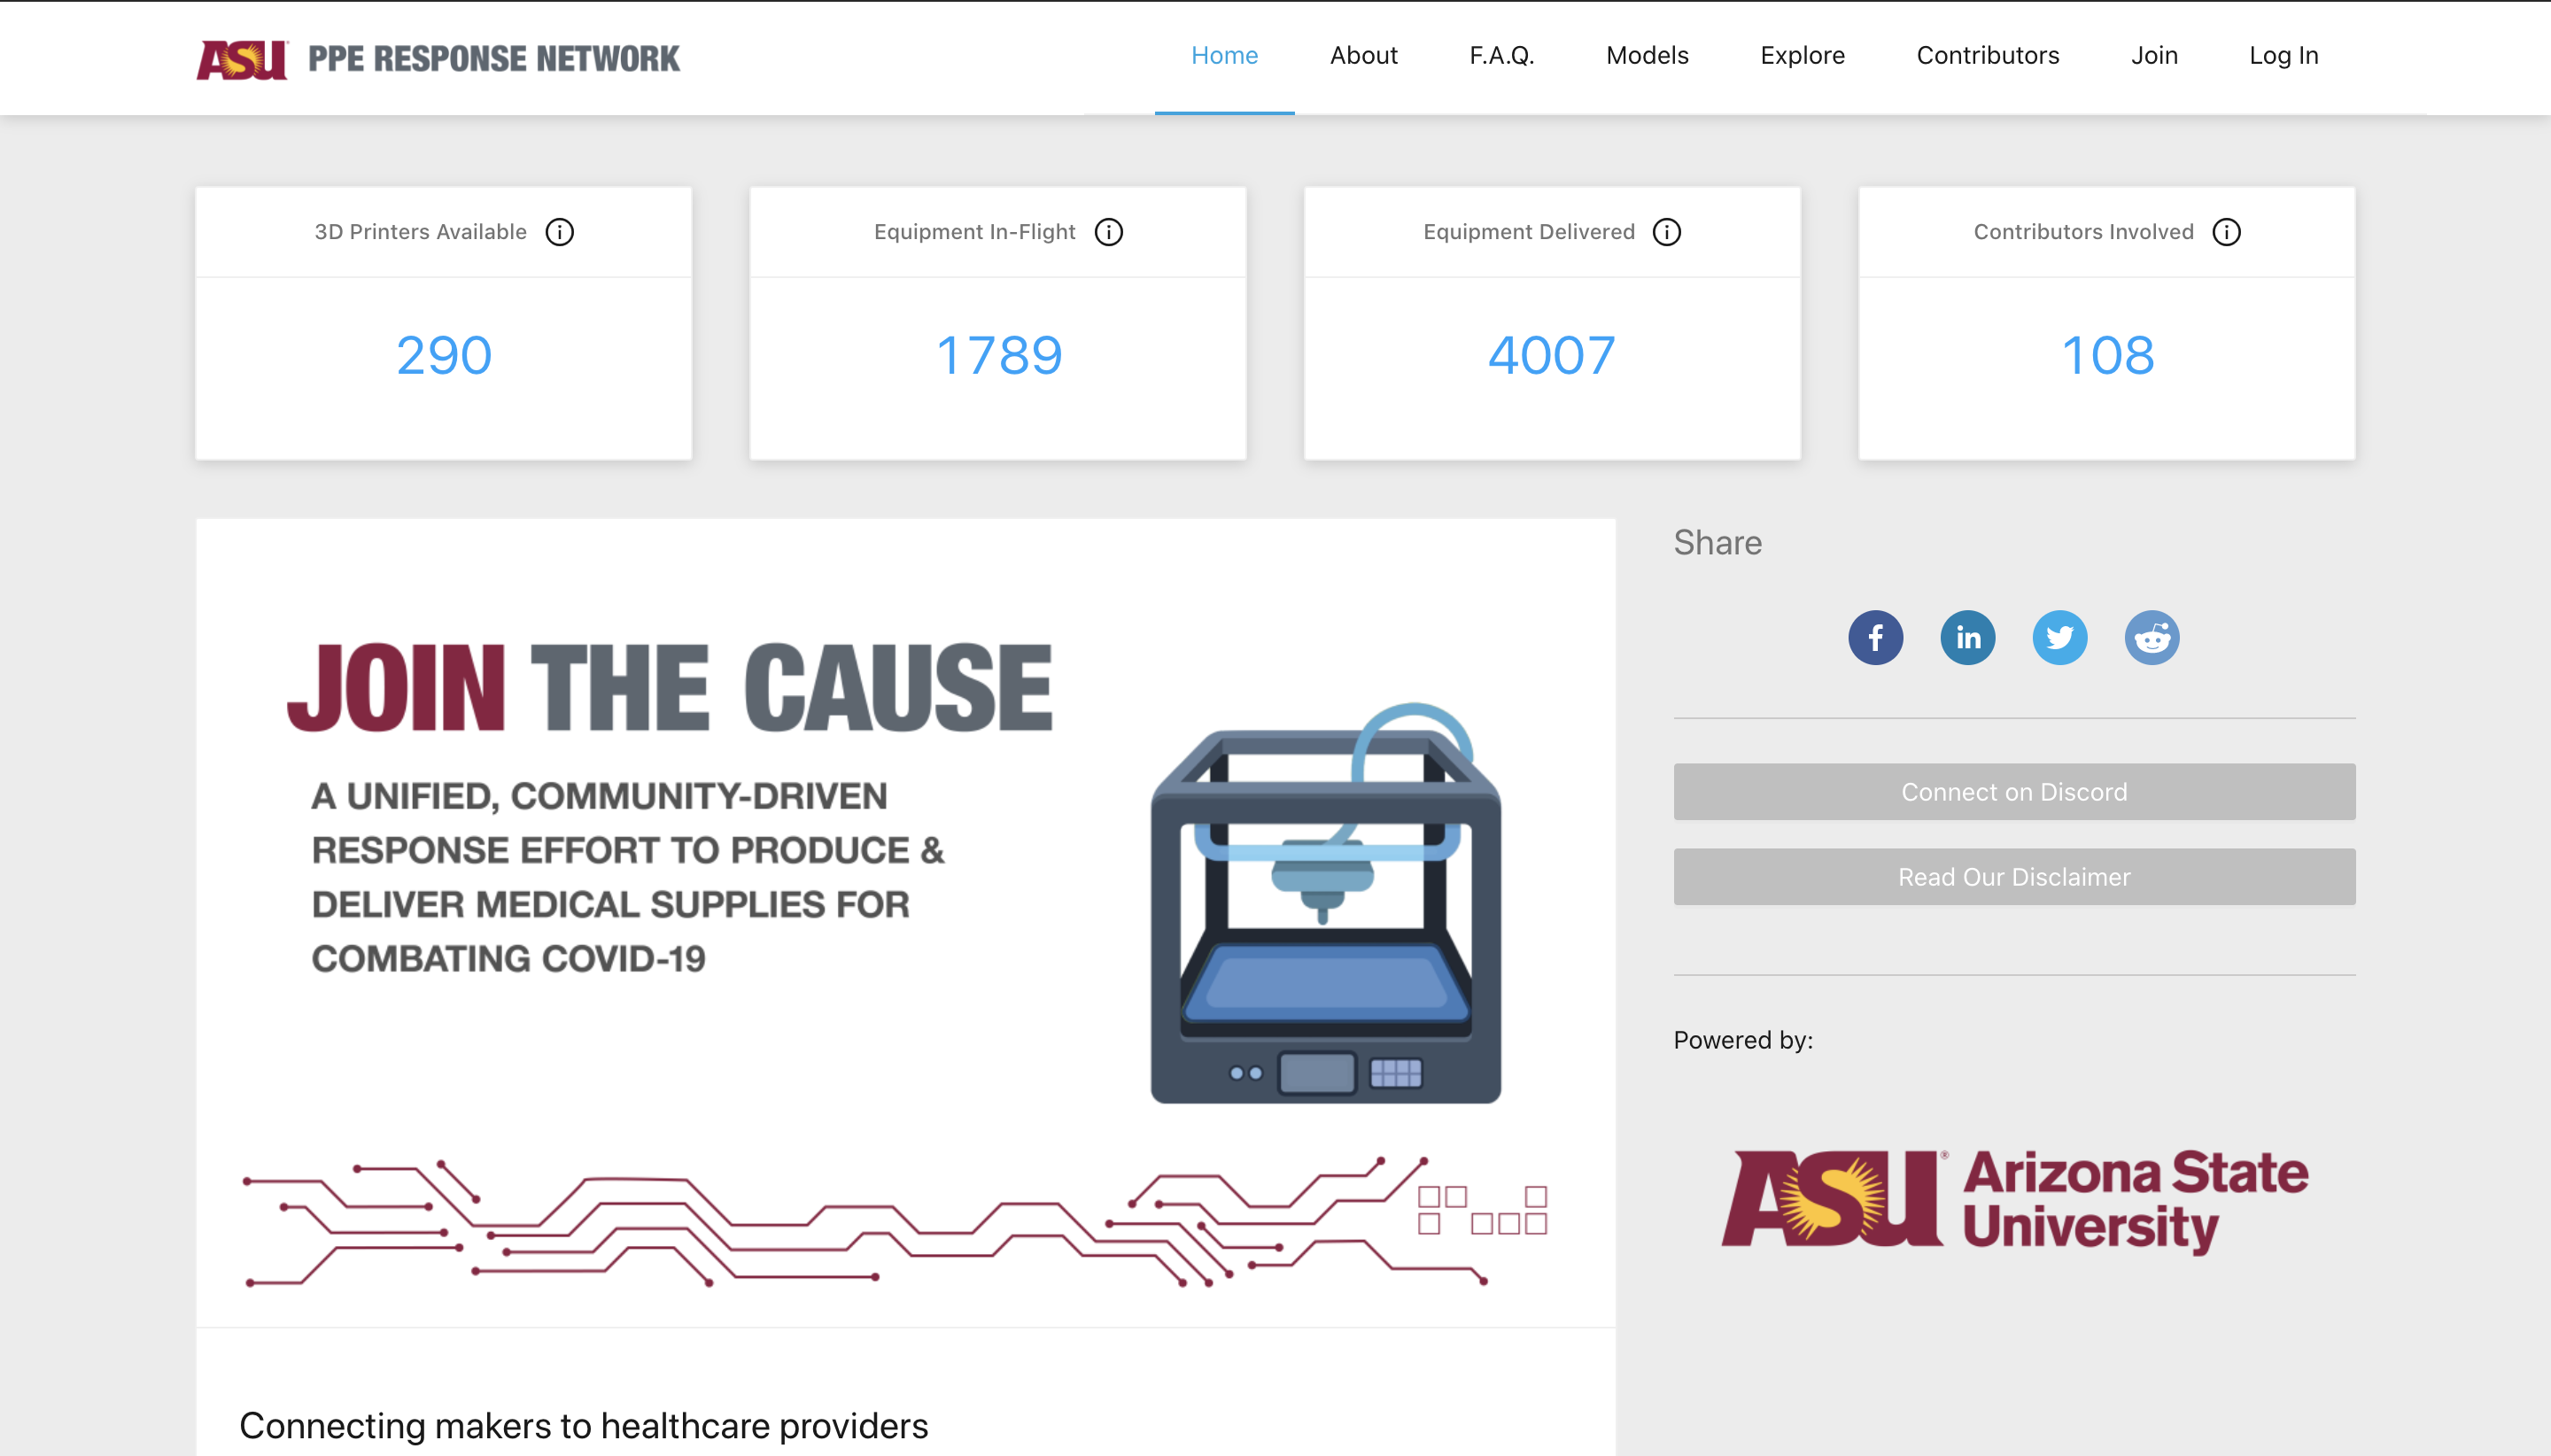 ASU PPE RESPONSE NETWORK
Home About F.A.Q. Models Explore Contributors Join Log In
3D Printers Available
290
Equipment In-Flight
1789
Equipment Delivered
4007
Contributors Involved
108
JOIN THE CAUSE
A UNIFIED, COMMUNITY-DRIVEN
RESPONSE EFFORT TO PRODUCE &
DELIVER MEDICAL SUPPLIES FOR
COMBATING COVID-19
Connecting makers to healthcare providers
Share
Connect on Discord
Read Our Disclaimer
Powered by:
ASU® Arizona State
University